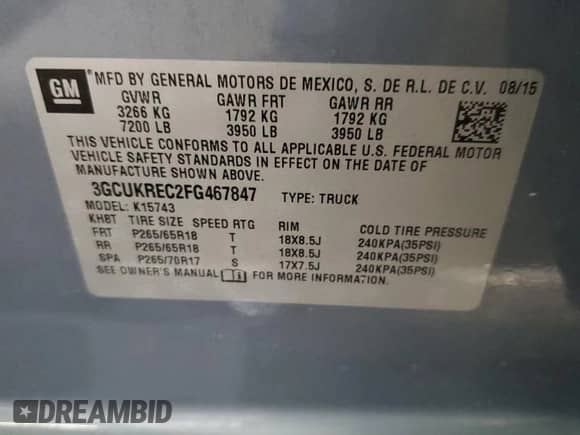 GM
MFD BY GENERAL MOTORS DE MEXICO, S. DE R.L. DE C.V. 08/15
GVWR GAWR FRT GAWR RR
3266 KG 1792 KG 1792 KG
7200 LB 3950 LB 3950 LB
THIS VEHICLE CONFORMS TO ALL APPLICABLE U.S. FEDERAL MOTOR
VEHICLE SAFETY STANDARDS IN EFFECT ON THE DATE OF
MANUFACTURE SHOWN ABOVE.
3GCUKREC2FG467847 TYPE: TRUCK
MODEL: K15743
KHBT TIRE SIZE SPEED RTG RIM COLD TIRE PRESSURE
FRT P265/65R18 T 18X8.5J 240KPA(35PSI)
RR P265/65R18 T 18X8.5J 240KPA(35PSI)
SPA P265/70R17 S 17X7.5J 240KPA(35PSI)
SEE OWNER'S MANUAL FOR MORE INFORMATION.
DREAMBID